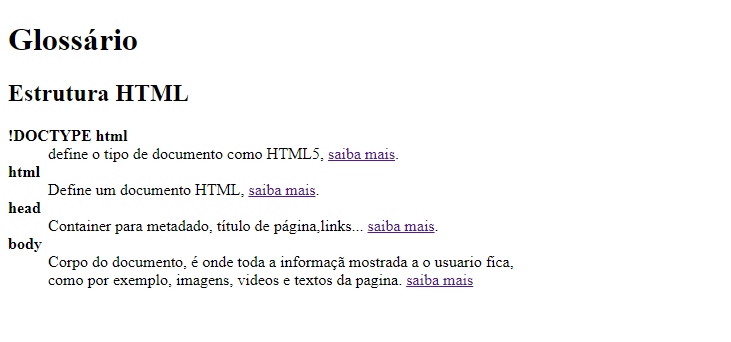 Glossário
Estrutura HTML
!DOCTYPE html
define o tipo de documento como HTML5, saiba mais.
html
Define um documento HTML, saiba mais.
head
Container para metadado, título de página,links... saiba mais.
body
Corpo do documento, é onde toda a informaçã mostrada a o usuario fica,
como por exemplo, imagens, videos e textos da pagina. saiba mais